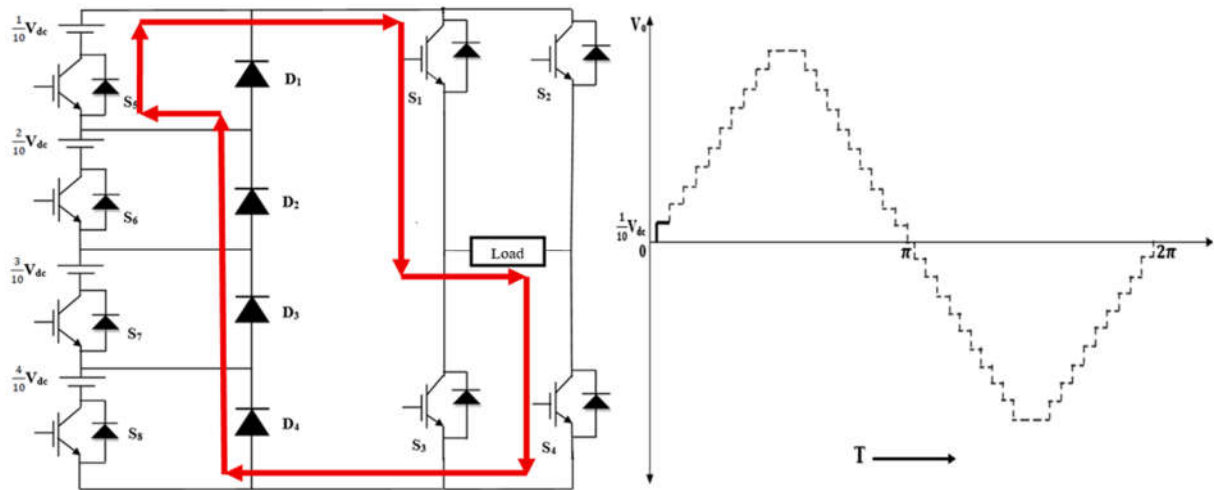 1/10 Vdc
S5
D1
S1
S2
2/10 Vdc
S6
D2
Load
3/10 Vdc
S7
D3
4/10 Vdc
S8
D4
S3
S4
V0
1/10 Vdc
0
π
2π
T